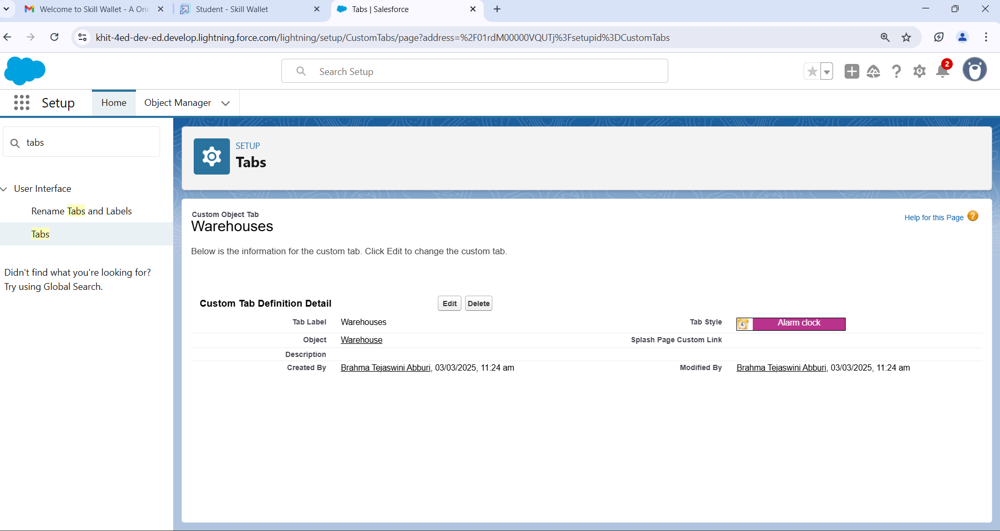 Welcome to Skill Wallet - A One
Student - Skill Wallet
Tabs | Salesforce
khit-4ed-dev-ed.develop.lightning.force.com/lightning/setup/CustomTabs/page?address=%2F01rdM00000VQUTj%3Fsetupid%3DCustomTabs
Search Setup
2
Setup
Home
Object Manager
tabs
SETUP
Tabs
User Interface
Rename Tabs and Labels
Tabs
Didn't find what you're looking for?
Try using Global Search.
Custom Object Tab
Warehouses
Help for this Page
Below is the information for the custom tab. Click Edit to change the custom tab.
Custom Tab Definition Detail
Edit
Delete
Tab Label Warehouses
Tab Style Alarm clock
Object Warehouse
Splash Page Custom Link
Description
Created By Brahma Tejaswini Abburi, 03/03/2025, 11:24 am
Modified By Brahma Tejaswini Abburi, 03/03/2025, 11:24 am